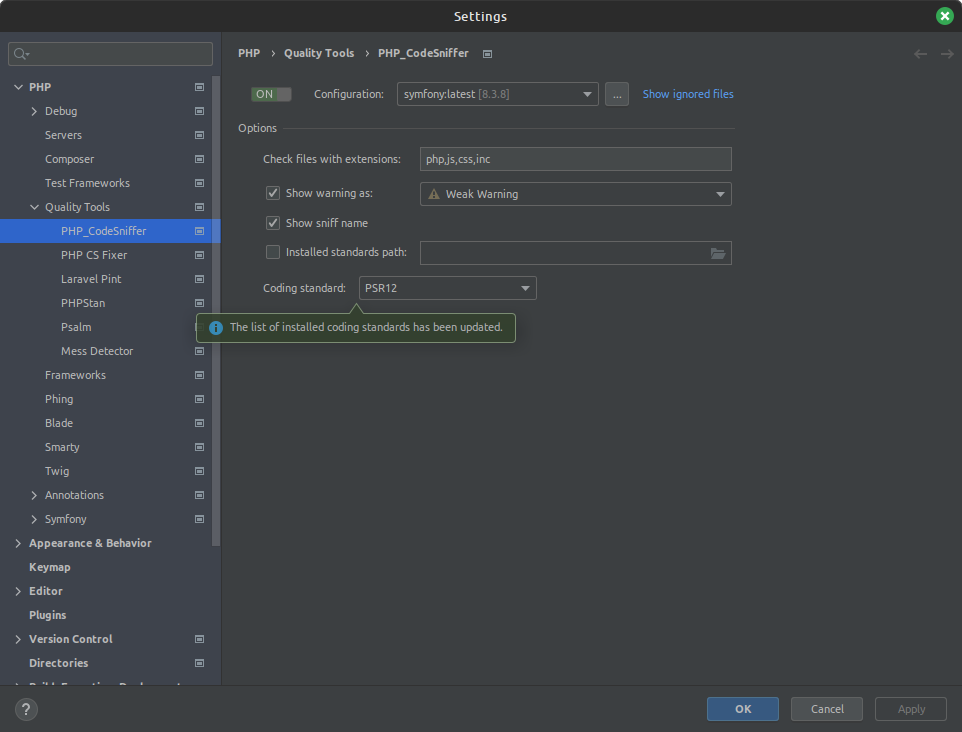 Settings
PHP › Quality Tools › PHP_CodeSniffer
PHP
Debug
Servers
Composer
Test Frameworks
Quality Tools
PHP_CodeSniffer
PHP CS Fixer
Laravel Pint
PHPStan
Psalm
Mess Detector
Frameworks
Phing
Blade
Smarty
Twig
Annotations
Symfony
Appearance & Behavior
Keymap
Editor
Plugins
Version Control
Directories
ON
Configuration: symfony:latest [8.3.8] ... Show ignored files
Options
Check files with extensions: php,js,css,inc
Show warning as: Weak Warning
Show sniff name
Installed standards path:
Coding standard: PSR12
The list of installed coding standards has been updated.
?
OK Cancel Apply